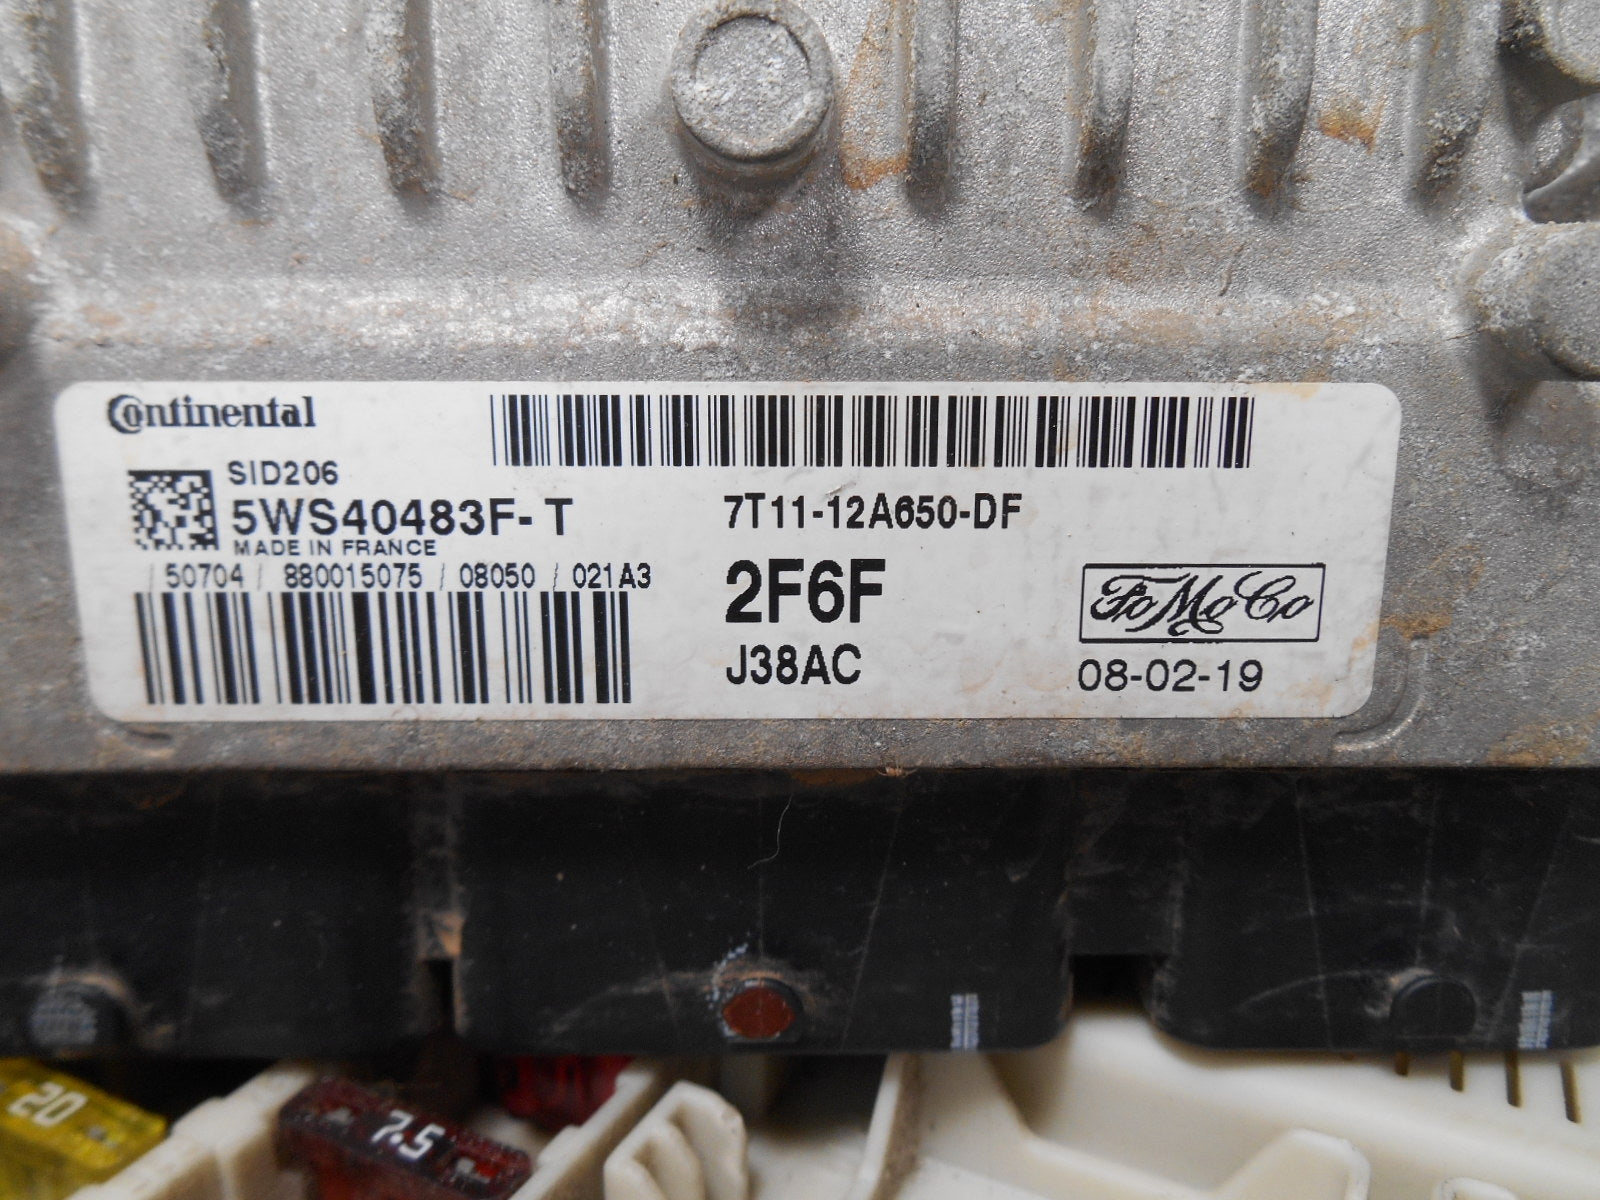 Continental
SID206
5WS40483F-T
MADE IN FRANCE
/ 50704 / 880015075 / 08050 / 021A3
7T11-12A650-DF
2F6F
J38AC
FoMoCo
08-02-19
20
7.5